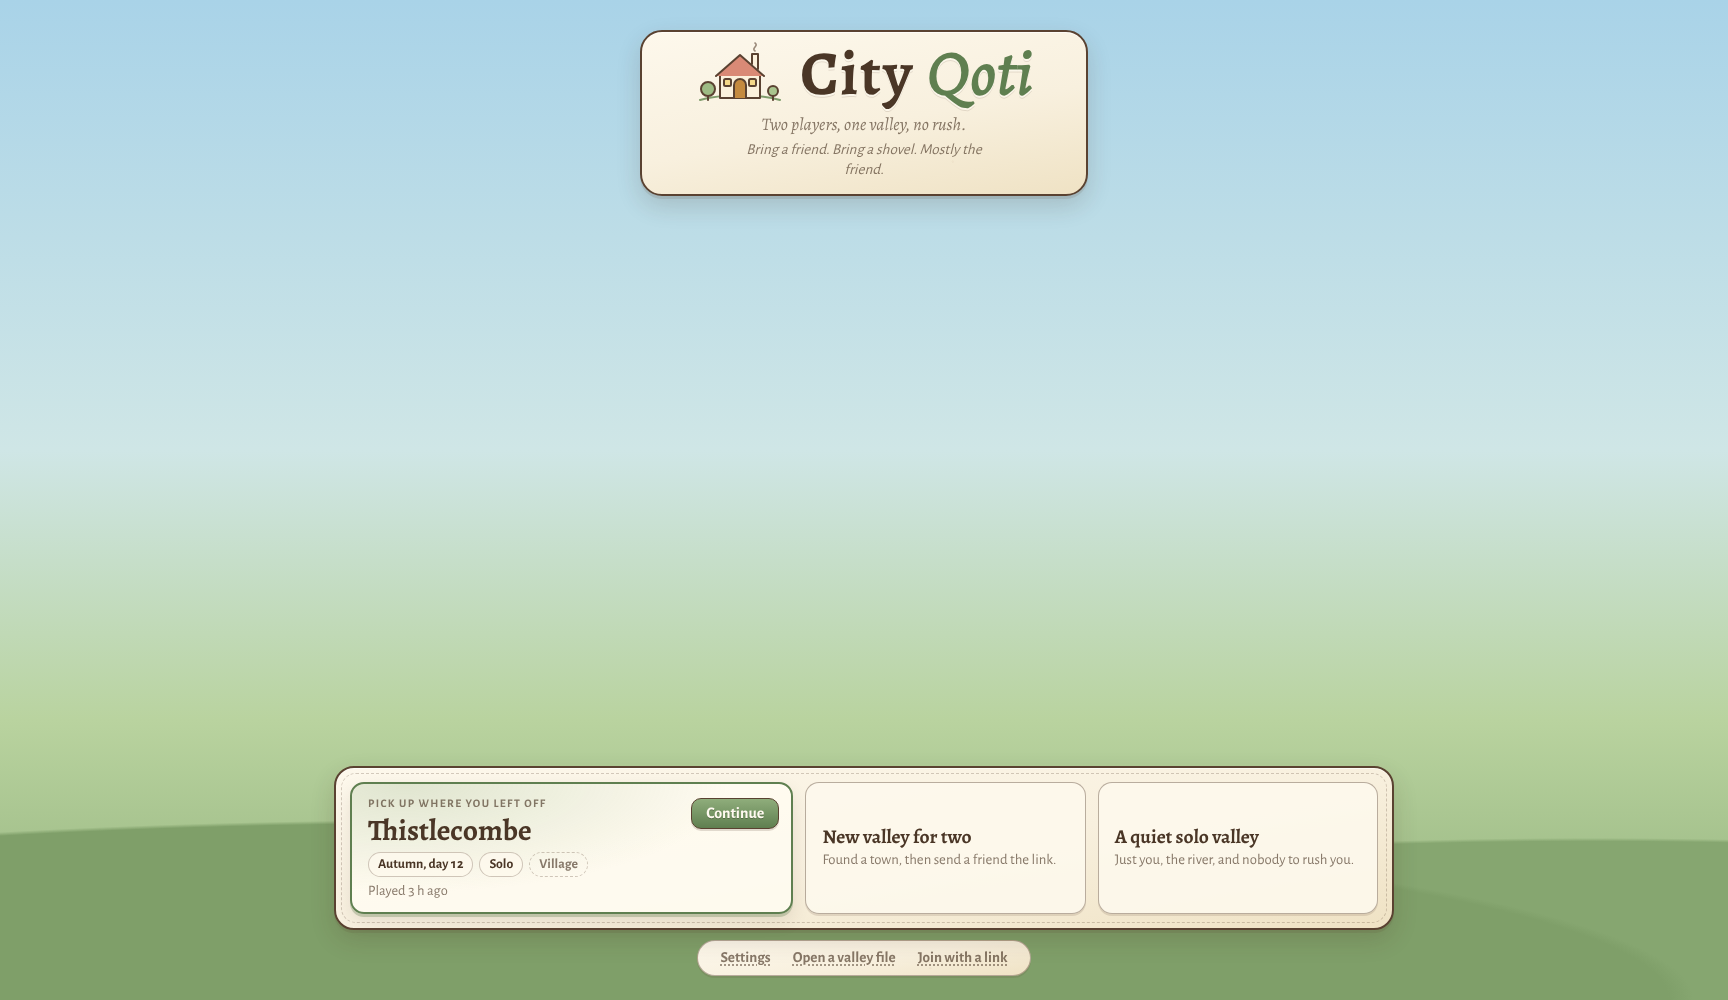 City Qoti
Two players, one valley, no rush.
Bring a friend. Bring a shovel. Mostly the
friend.
PICK UP WHERE YOU LEFT OFF
Thistlecombe
Continue
Autumn, day 12
Solo
Village
Played 3 h ago
New valley for two
Found a town, then send a friend the link.
A quiet solo valley
Just you, the river, and nobody to rush you.
Settings
Open a valley file
Join with a link